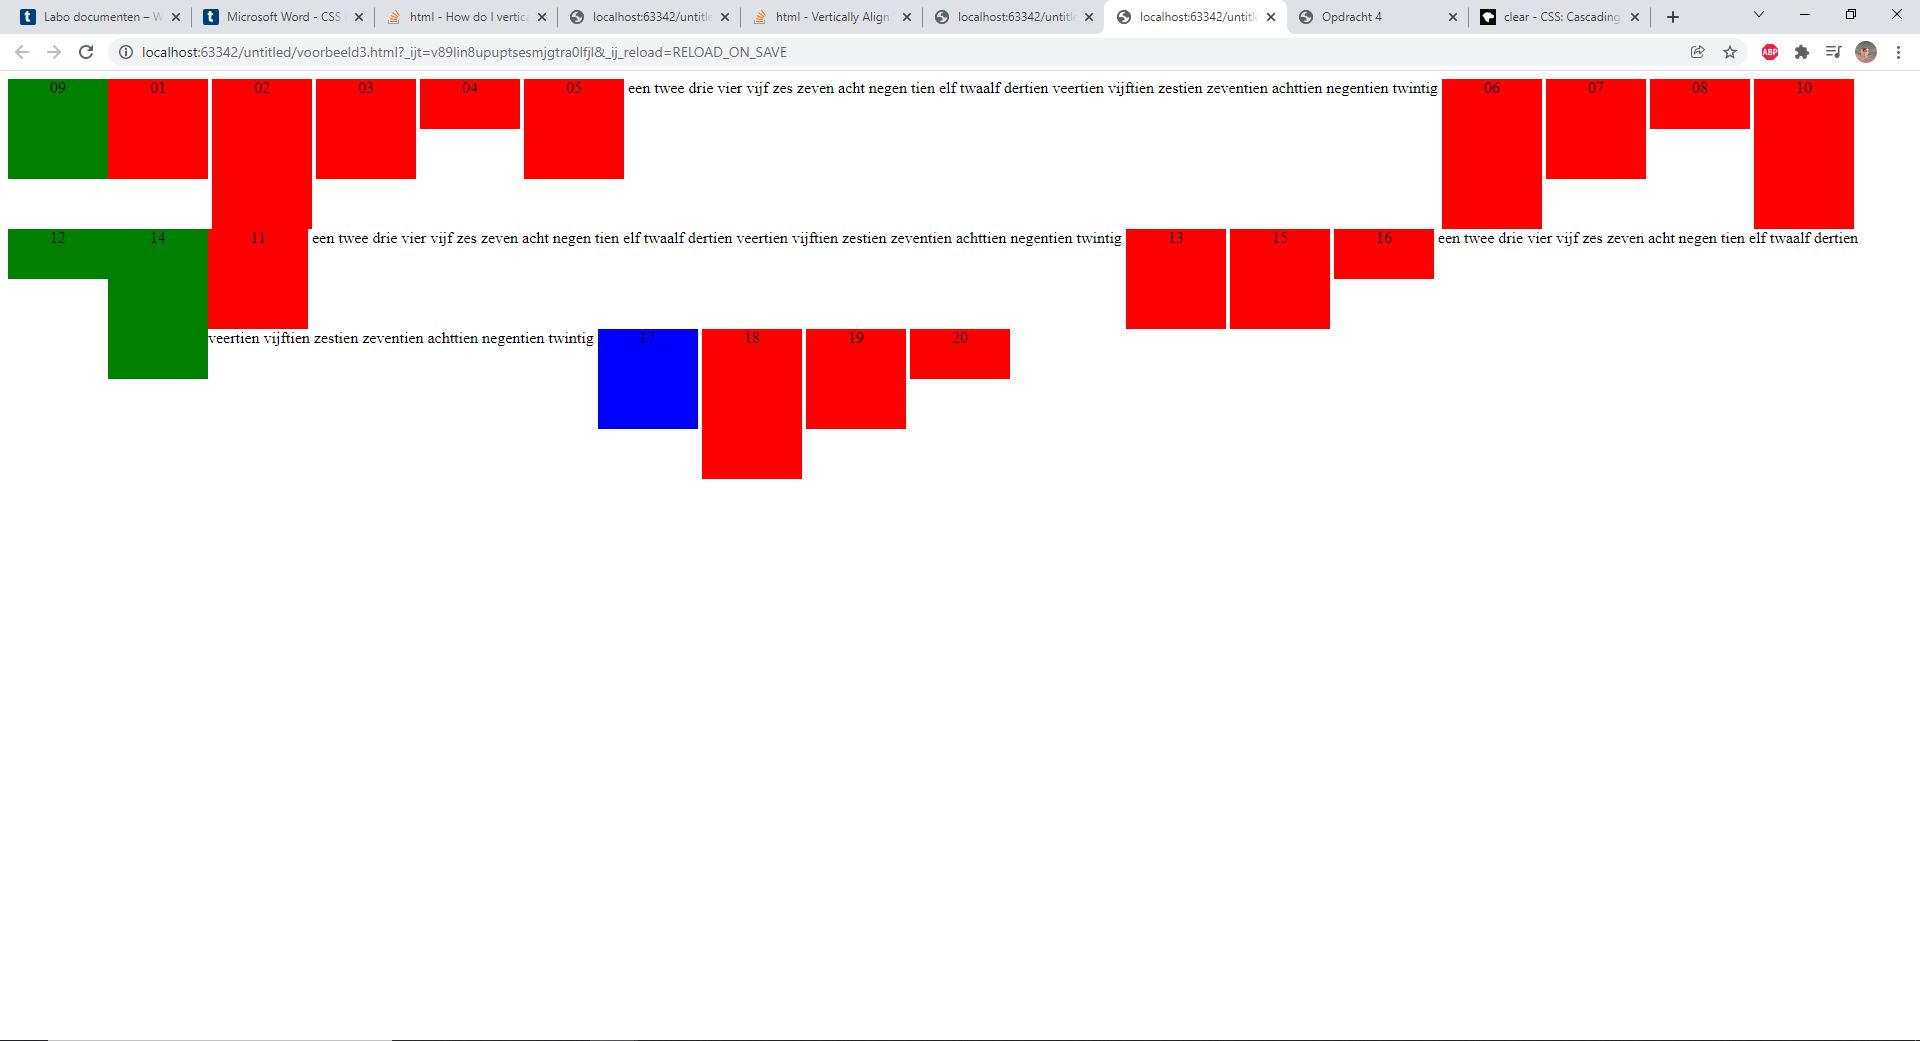 Labo documenten – W
Microsoft Word - CSS
html - How do I vertica
localhost:63342/untitle
html - Vertically Align
localhost:63342/untitle
localhost:63342/untitle
Opdracht 4
clear - CSS: Cascading
localhost:63342/untitled/voorbeeld3.html?_ijt=v89lin8upuptsesmjgtra0lfjl&_ij_reload=RELOAD_ON_SAVE
ABP
09 01 02 03 04 05 een twee drie vier vijf zes zeven acht negen tien elf twaalf dertien veertien vijftien zestien zeventien achttien negentien twintig 06 07 08 10
12 14 11 een twee drie vier vijf zes zeven acht negen tien elf twaalf dertien veertien vijftien zestien zeventien achttien negentien twintig 13 15 16 een twee drie vier vijf zes zeven acht negen tien elf twaalf dertien
veertien vijftien zestien zeventien achttien negentien twintig 17 18 19 20